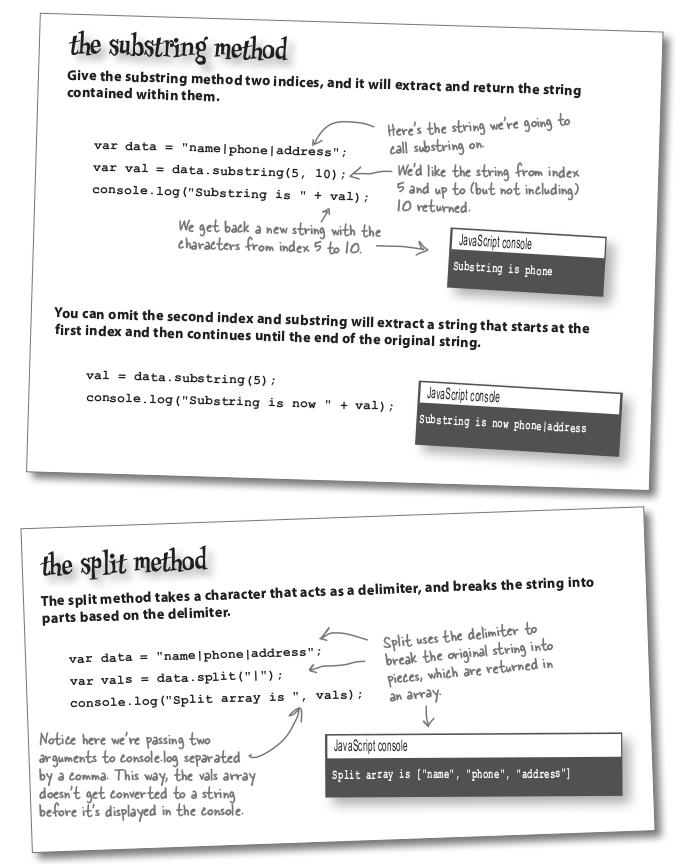 the substring method
Give the substring method two indices, and it will extract and return the string
contained within them.
Here's the string we're going to
call substring on.
var data = "name|phone|address";
var val = data.substring(5, 10);
console.log("Substring is " + val);
We'd like the string from index
5 and up to (but not including)
10 returned.
We get back a new string with the
characters from index 5 to 10.
JavaScript console
Substring is phone
You can omit the second index and substring will extract a string that starts at the
first index and then continues until the end of the original string.
val = data.substring(5);
console.log("Substring is now " + val);
JavaScript console
Substring is now phone|address
the split method
The split method takes a character that acts as a delimiter, and breaks the string into
parts based on the delimiter.
var data = "name|phone|address";
var vals = data.split("|");
console.log("Split array is ", vals);
Split uses the delimiter to
break the original string into
pieces, which are returned in
an array.
Notice here we're passing two
arguments to console.log separated
by a comma. This way, the vals array
doesn't get converted to a string
before it's displayed in the console.
JavaScript console
Split array is ["name", "phone", "address"]